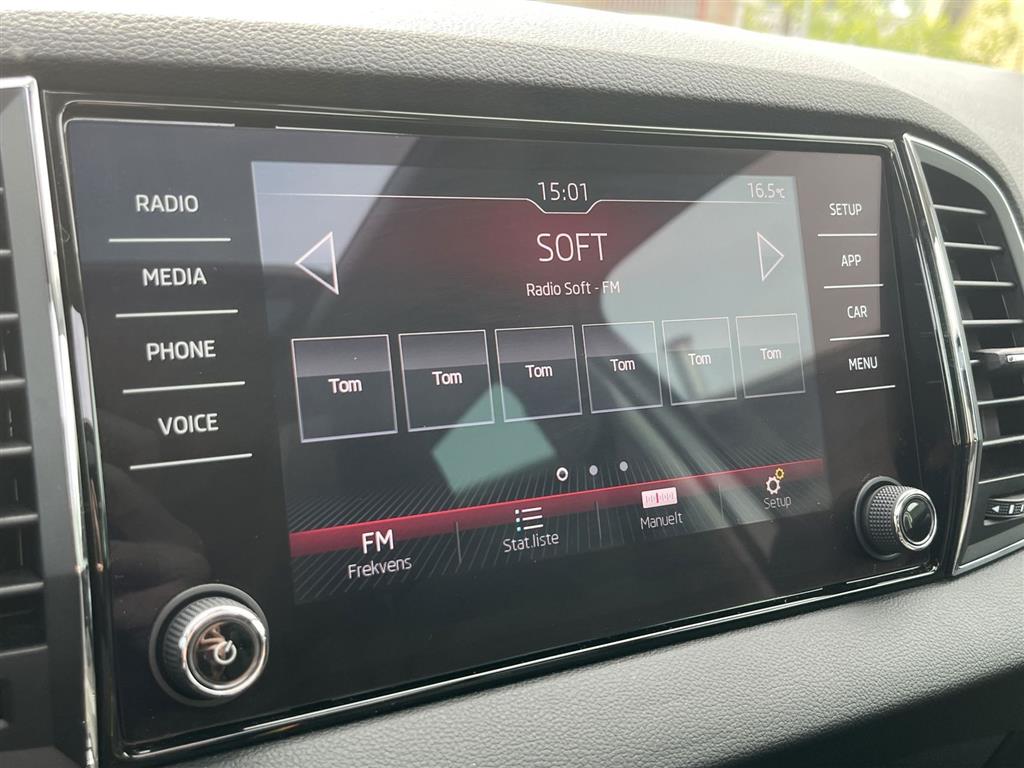 RADIO
MEDIA
PHONE
VOICE
15:01
16.5°C
SOFT
Radio Soft - FM
Tom
Tom
Tom
Tom
Tom
Tom
FM
Frekvens
Stat.liste
Manuelt
Setup
SETUP
APP
CAR
MENU